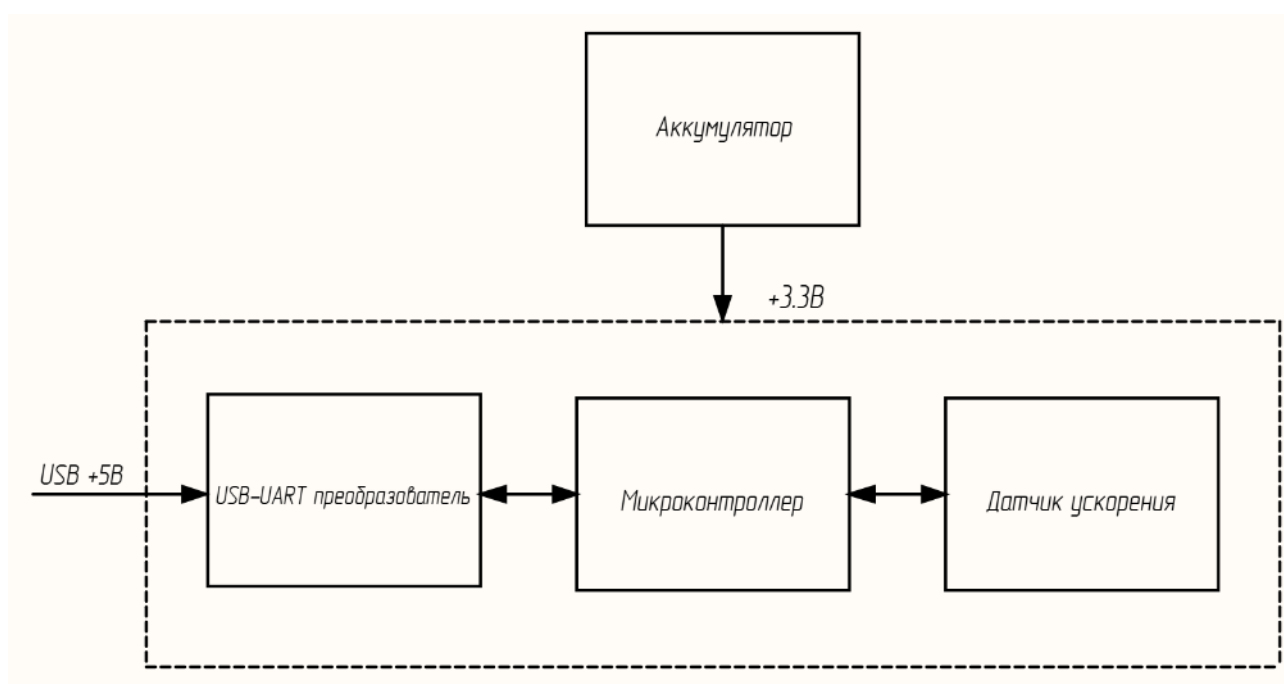 Аккумулятор
+3.3В
USB +5В
USB-UART преобразователь
Микроконтроллер
Датчик ускорения